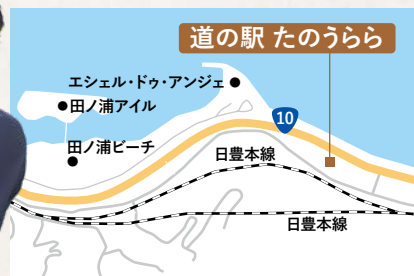 道の駅 たのうらら
エシェル・ドゥ・アンジェ
田ノ浦アイル
10
田ノ浦ビーチ
日豊本線
日豊本線